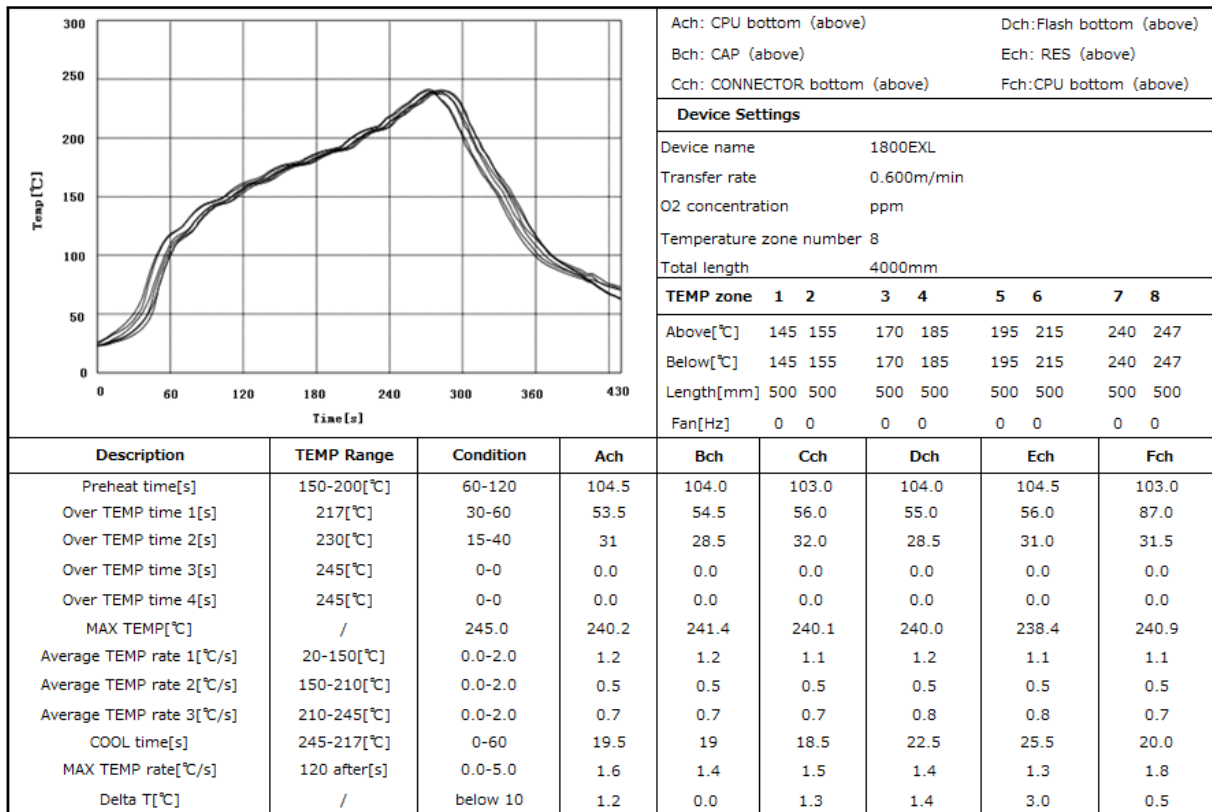 300
250
200
150
100
50
0
Temp[℃]
0 60 120 180 240 300 360 430
Time[s]
Ach: CPU bottom (above) Dch:Flash bottom (above)
Bch: CAP (above) Ech: RES (above)
Cch: CONNECTOR bottom (above) Fch:CPU bottom (above)
Device Settings
Device name 1800EXL
Transfer rate 0.600m/min
O2 concentration ppm
Temperature zone number 8
Total length 4000mm
TEMP zone 1 2 3 4 5 6 7 8
Above[℃] 145 155 170 185 195 215 240 247
Below[℃] 145 155 170 185 195 215 240 247
Length[mm] 500 500 500 500 500 500 500 500
Fan[Hz] 0 0 0 0 0 0 0 0
Description TEMP Range Condition Ach Bch Cch Dch Ech Fch
Preheat time[s] 150-200[℃] 60-120 104.5 104.0 103.0 104.0 104.5 103.0
Over TEMP time 1[s] 217[℃] 30-60 53.5 54.5 56.0 55.0 56.0 87.0
Over TEMP time 2[s] 230[℃] 15-40 31 28.5 32.0 28.5 31.0 31.5
Over TEMP time 3[s] 245[℃] 0-0 0.0 0.0 0.0 0.0 0.0 0.0
Over TEMP time 4[s] 245[℃] 0-0 0.0 0.0 0.0 0.0 0.0 0.0
MAX TEMP[℃] / 245.0 240.2 241.4 240.1 240.0 238.4 240.9
Average TEMP rate 1[℃/s] 20-150[℃] 0.0-2.0 1.2 1.2 1.1 1.2 1.1 1.1
Average TEMP rate 2[℃/s] 150-210[℃] 0.0-2.0 0.5 0.5 0.5 0.5 0.5 0.5
Average TEMP rate 3[℃/s] 210-245[℃] 0.0-2.0 0.7 0.7 0.7 0.8 0.8 0.7
COOL time[s] 245-217[℃] 0-60 19.5 19 18.5 22.5 25.5 20.0
MAX TEMP rate[℃/s] 120 after[s] 0.0-5.0 1.6 1.4 1.5 1.4 1.3 1.8
Delta T[℃] / below 10 1.2 0.0 1.3 1.4 3.0 0.5